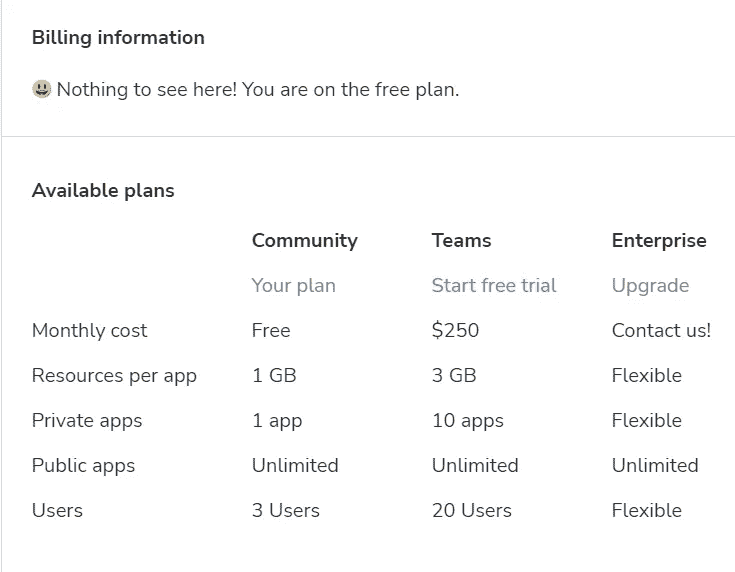 Billing information
😃 Nothing to see here! You are on the free plan.
Available plans
Community Teams Enterprise
Your plan Start free trial Upgrade
Monthly cost Free $250 Contact us!
Resources per app 1 GB 3 GB Flexible
Private apps 1 app 10 apps Flexible
Public apps Unlimited Unlimited Unlimited
Users 3 Users 20 Users Flexible